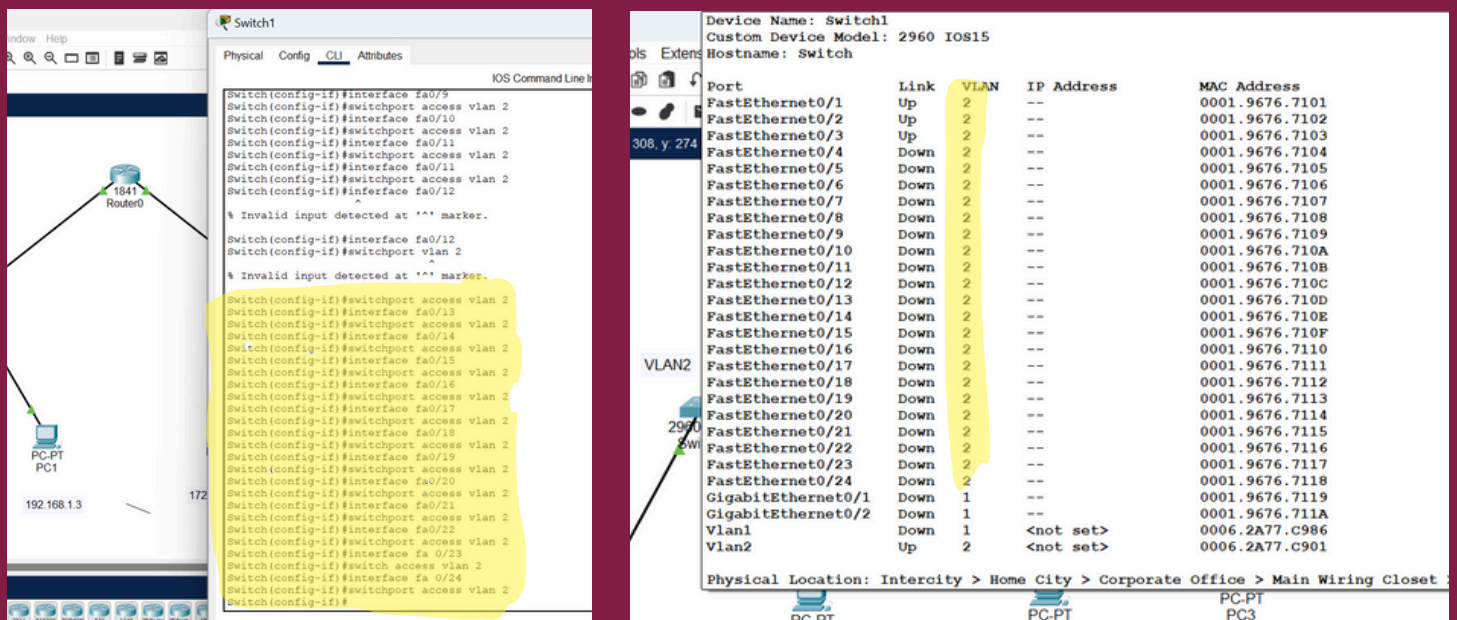 Switch1
indow Help
Physical Config CLI Attributes
IOS Command Line In
Switch(config-if)#interface fa0/9
Switch(config-if)#switchport access vlan 2
Switch(config-if)#interface fa0/10
Switch(config-if)#switchport access vlan 2
Switch(config-if)#interface fa0/11
Switch(config-if)#switchport access vlan 2
Switch(config-if)#interface fa0/11
Switch(config-if)#switchport access vlan 2
Switch(config-if)#inferface fa0/12
^
% Invalid input detected at '^' marker.
Switch(config-if)#interface fa0/12
Switch(config-if)#switchport vlan 2
^
% Invalid input detected at '^' marker.
Switch(config-if)#switchport access vlan 2
Switch(config-if)#interface fa0/13
Switch(config-if)#switchport access vlan 2
Switch(config-if)#interface fa0/14
Switch(config-if)#switchport access vlan 2
Switch(config-if)#interface fa0/15
Switch(config-if)#switchport access vlan 2
Switch(config-if)#interface fa0/16
Switch(config-if)#switchport access vlan 2
Switch(config-if)#interface fa0/17
Switch(config-if)#switchport access vlan 2
Switch(config-if)#interface fa0/18
Switch(config-if)#switchport access vlan 2
Switch(config-if)#interface fa0/19
Switch(config-if)#switchport access vlan 2
Switch(config-if)#interface fa0/20
Switch(config-if)#switchport access vlan 2
Switch(config-if)#interface fa0/21
Switch(config-if)#switchport access vlan 2
Switch(config-if)#interface fa0/22
Switch(config-if)#switchport access vlan 2
Switch(config-if)#interface fa 0/23
Switch(config-if)#switch access vlan 2
Switch(config-if)#interface fa 0/24
Switch(config-if)#switchport access vlan 2
Switch(config-if)#
1841
Router0
PC-PT
PC1
192.168.1.3
172
Device Name: Switch1
Custom Device Model: 2960 IOS15
Hostname: Switch
Port Link VLAN IP Address MAC Address
FastEthernet0/1 Up 2 -- 0001.9676.7101
FastEthernet0/2 Up 2 -- 0001.9676.7102
FastEthernet0/3 Up 2 -- 0001.9676.7103
FastEthernet0/4 Down 2 -- 0001.9676.7104
FastEthernet0/5 Down 2 -- 0001.9676.7105
FastEthernet0/6 Down 2 -- 0001.9676.7106
FastEthernet0/7 Down 2 -- 0001.9676.7107
FastEthernet0/8 Down 2 -- 0001.9676.7108
FastEthernet0/9 Down 2 -- 0001.9676.7109
FastEthernet0/10 Down 2 -- 0001.9676.710A
FastEthernet0/11 Down 2 -- 0001.9676.710B
FastEthernet0/12 Down 2 -- 0001.9676.710C
FastEthernet0/13 Down 2 -- 0001.9676.710D
FastEthernet0/14 Down 2 -- 0001.9676.710E
FastEthernet0/15 Down 2 -- 0001.9676.710F
FastEthernet0/16 Down 2 -- 0001.9676.7110
FastEthernet0/17 Down 2 -- 0001.9676.7111
FastEthernet0/18 Down 2 -- 0001.9676.7112
FastEthernet0/19 Down 2 -- 0001.9676.7113
FastEthernet0/20 Down 2 -- 0001.9676.7114
FastEthernet0/21 Down 2 -- 0001.9676.7115
FastEthernet0/22 Down 2 -- 0001.9676.7116
FastEthernet0/23 Down 2 -- 0001.9676.7117
FastEthernet0/24 Down 2 -- 0001.9676.7118
GigabitEthernet0/1 Down 1 -- 0001.9676.7119
GigabitEthernet0/2 Down 1 -- 0001.9676.711A
Vlan1 Down 1 <not set> 0006.2A77.C986
Vlan2 Up 2 <not set> 0006.2A77.C901
Physical Location: Intercity > Home City > Corporate Office > Main Wiring Closet >
ols Extens
308, y: 274
VLAN2
2960
Swi
PC-PT
PC-PT
PC-PT
PC3